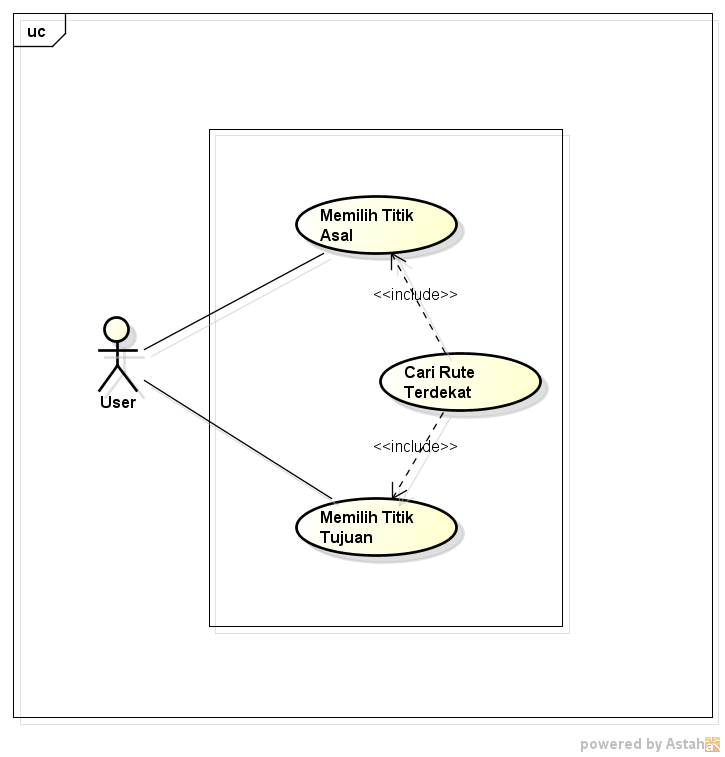 uc
Memilih Titik
Asal
<<include>>
Cari Rute
Terdekat
User
<<include>>
Memilih Titik
Tujuan
powered by Astah